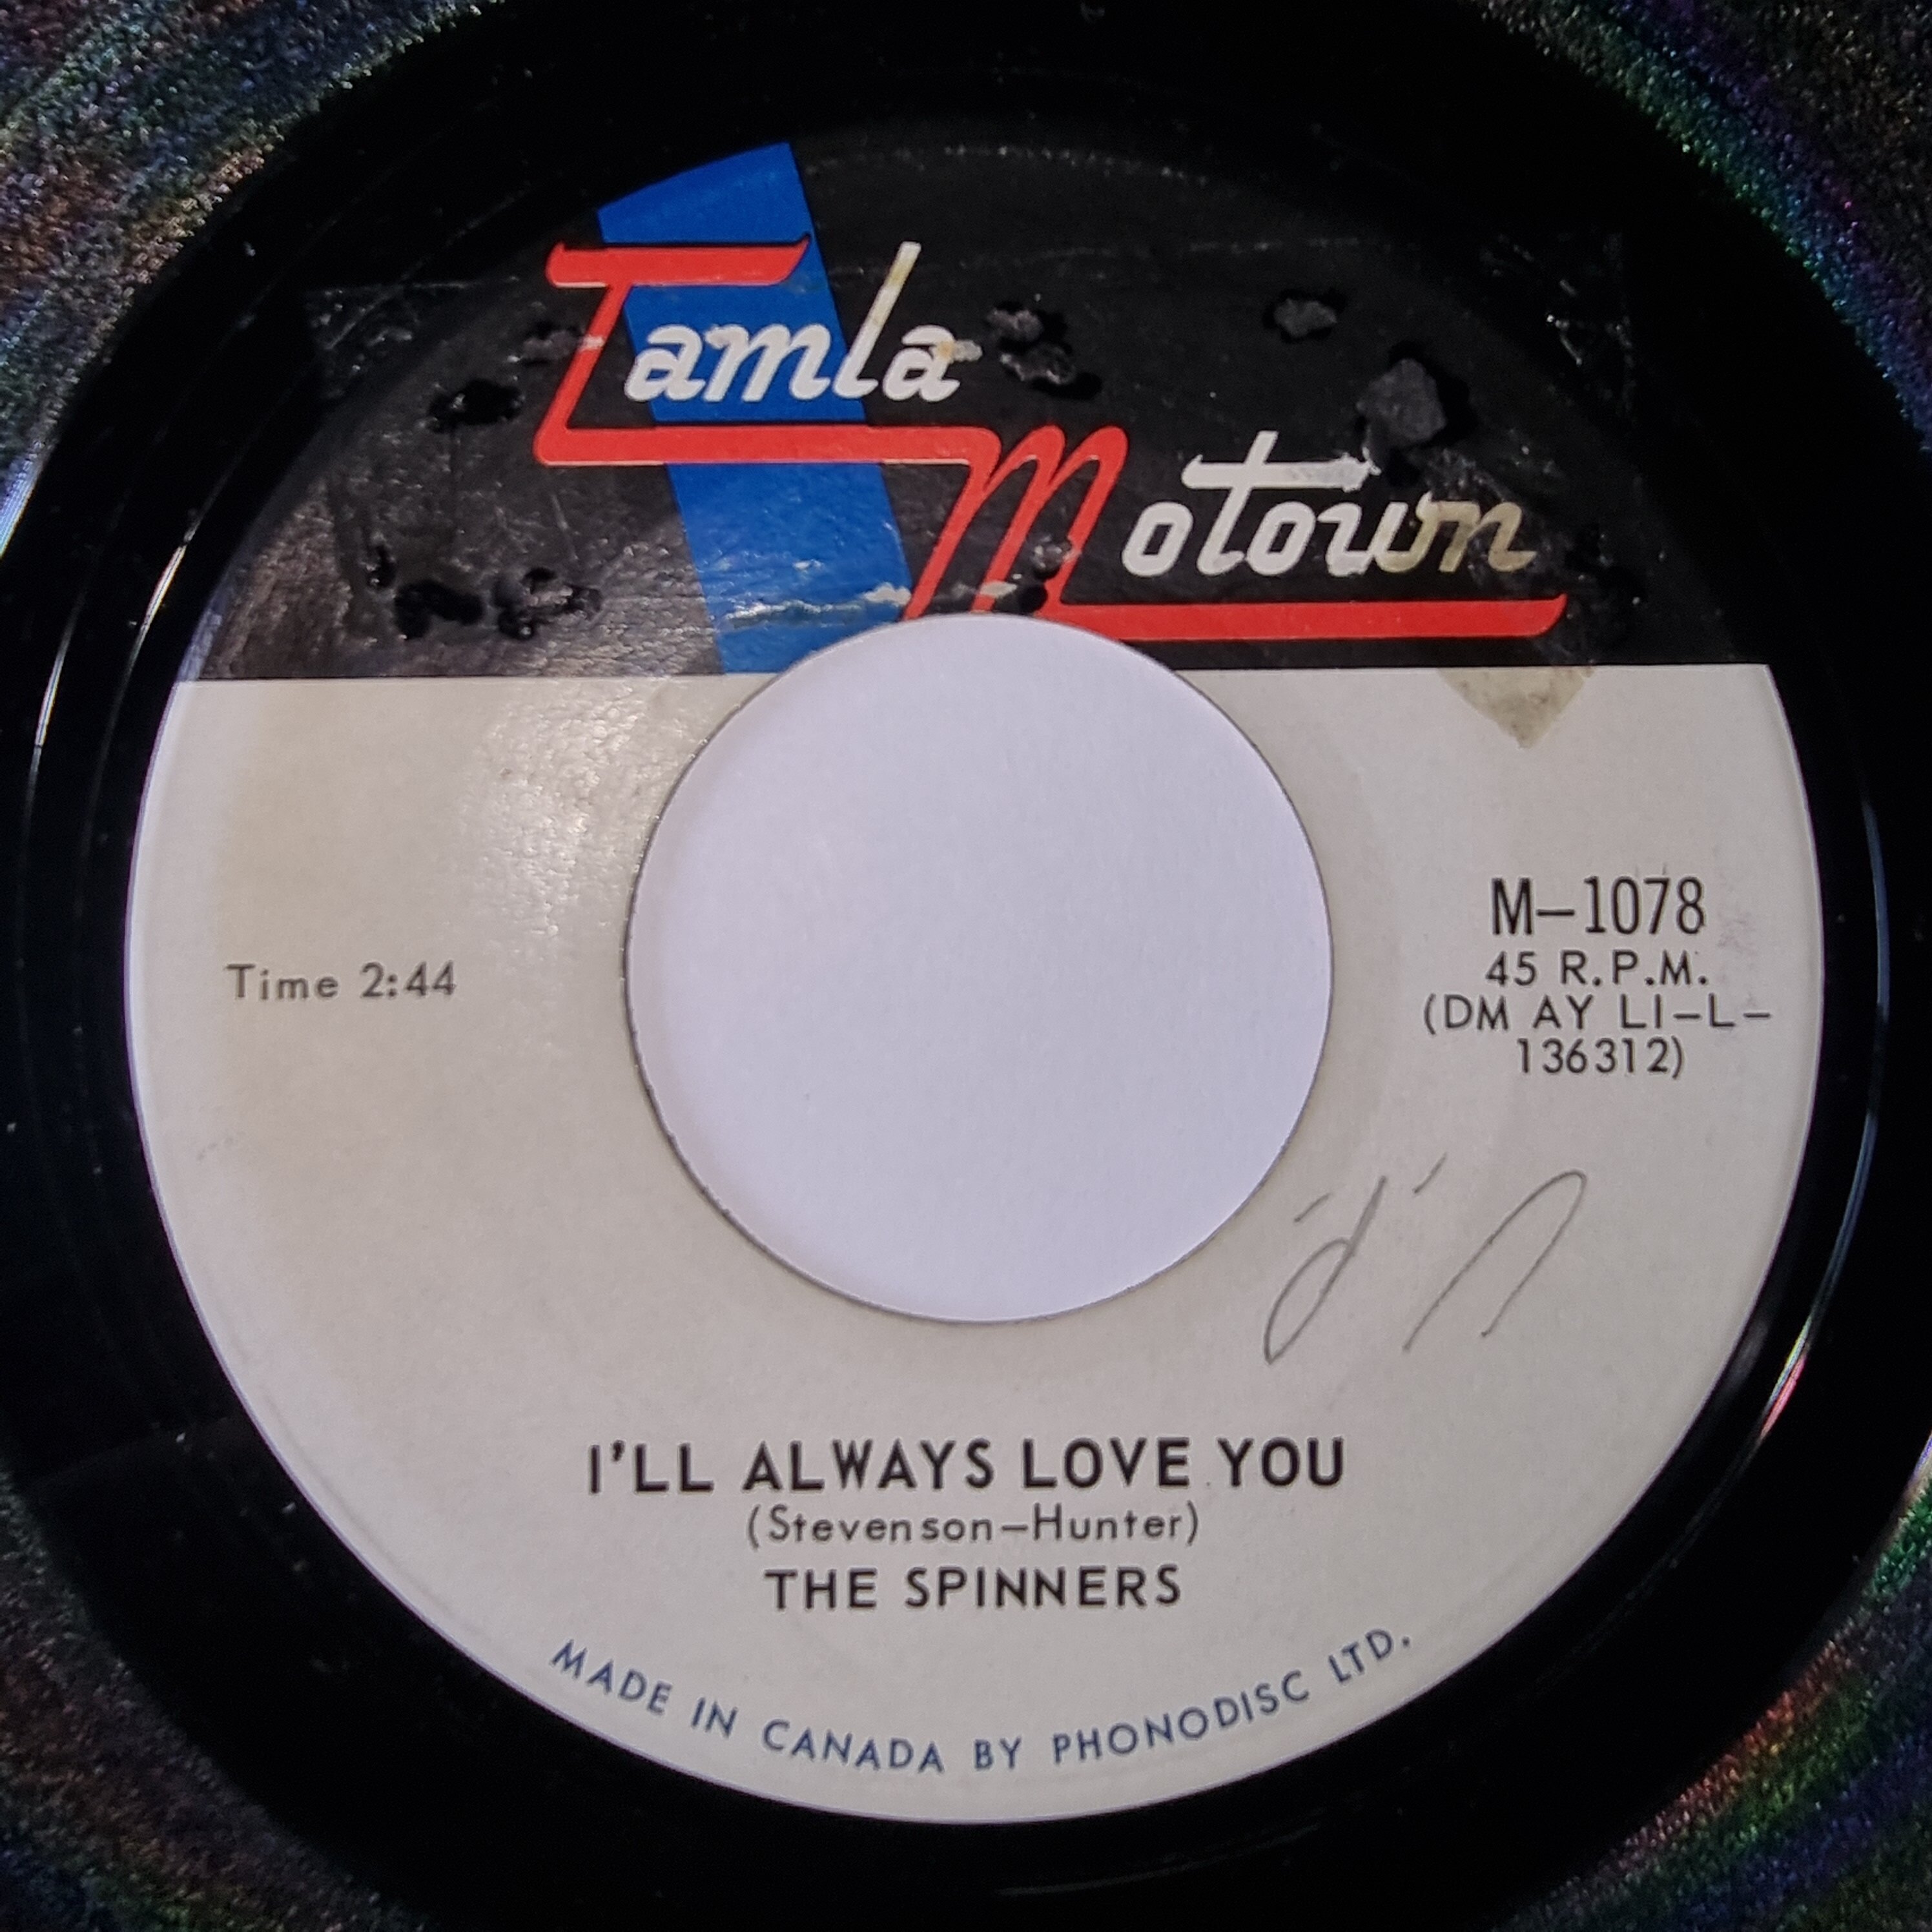 Tamla
Motown
Time 2:44
M–1078
45 R.P.M.
(DM AY LI–L–
136312)
I'LL ALWAYS LOVE YOU
(Stevenson–Hunter)
THE SPINNERS
MADE IN CANADA BY PHONODISC LTD.